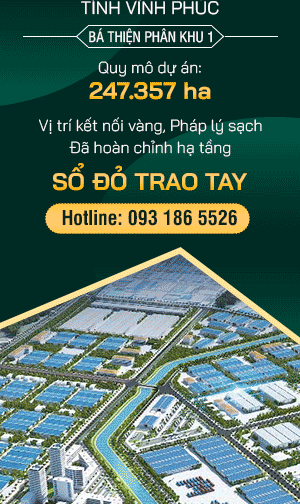 TỈNH VĨNH PHÚC
BÁ THIỆN PHÂN KHU 1
Quy mô dự án:
247.357 ha
Vị trí kết nối vàng, Pháp lý sạch
Đã hoàn chỉnh hạ tầng
SỔ ĐỎ TRAO TAY
Hotline: 093 186 5526